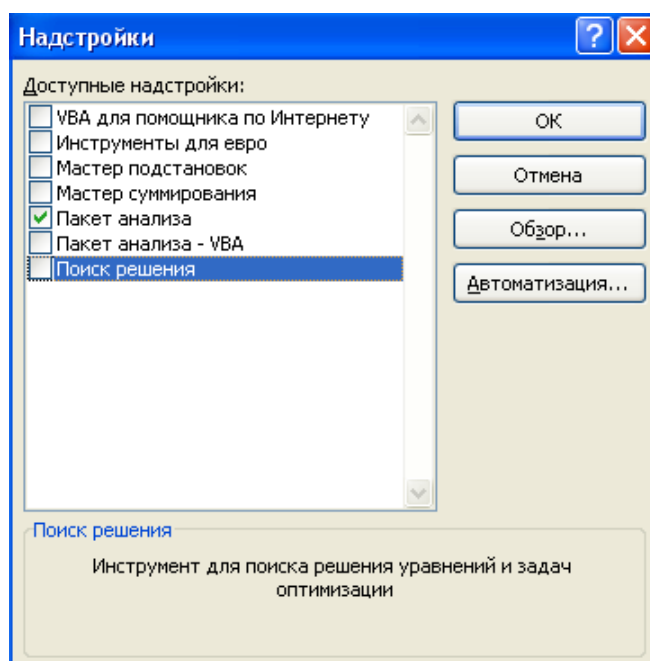 Надстройки
Доступные надстройки:
VBA для помощника по Интернету
Инструменты для евро
Мастер подстановок
Мастер суммирования
Пакет анализа
Пакет анализа - VBA
Поиск решения
ОК
Отмена
Обзор...
Автоматизация...
Поиск решения
Инструмент для поиска решения уравнений и задач
оптимизации